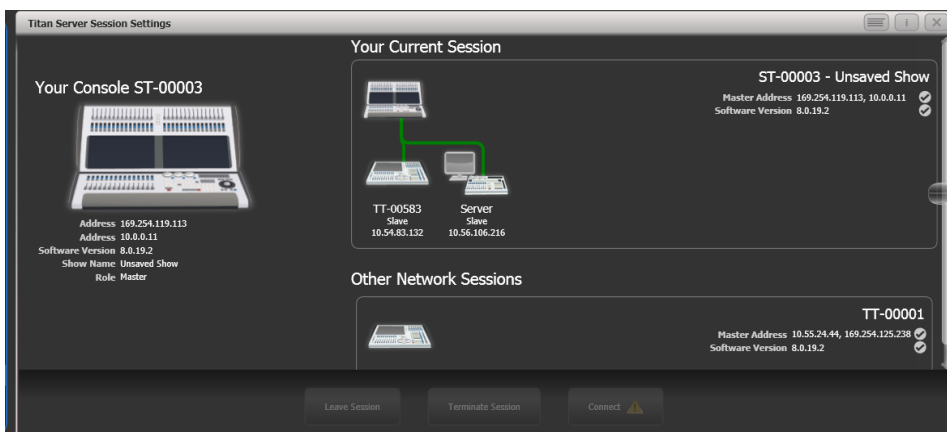 Titan Server Session Settings
i
Your Current Session
Your Console ST-00003
ST-00003 - Unsaved Show
Master Address 169.254.119.113, 10.0.0.11
Software Version 8.0.19.2
TT-00583
Slave
10.54.83.132
Server
Slave
10.56.106.216
Address 169.254.119.113
Address 10.0.0.11
Software Version 8.0.19.2
Show Name Unsaved Show
Role Master
Other Network Sessions
TT-00001
Master Address 10.55.24.44, 169.254.125.238
Software Version 8.0.19.2
Leave Session
Terminate Session
Connect